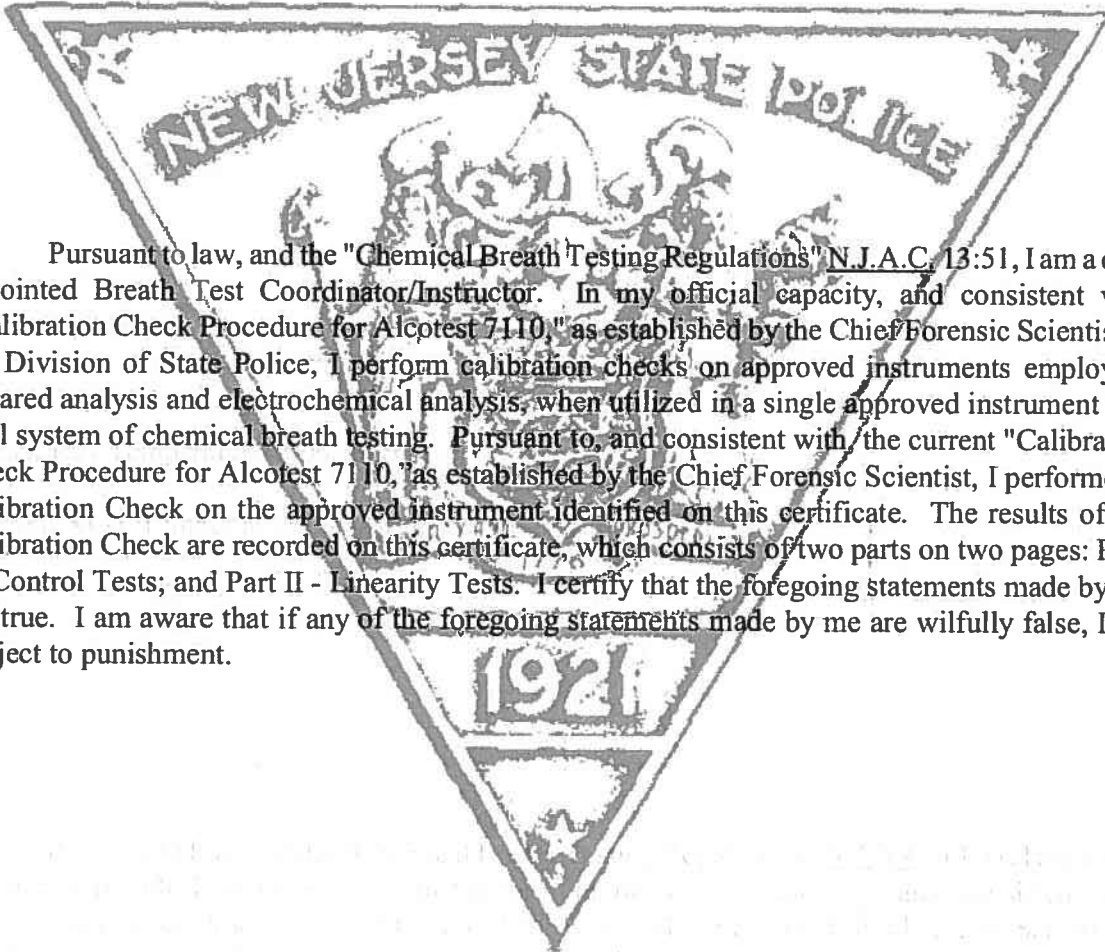 NEW JERSEY STATE POLICE
Pursuant to law, and the "Chemical Breath Testing Regulations" N.J.A.C. 13:51, I am a
ointed Breath Test Coordinator/Instructor. In my official capacity, and consistent
libration Check Procedure for Alcotest 7110," as established by the Chief Forensic Scientis
Division of State Police, I perform calibration checks on approved instruments employ
ared analysis and electrochemical analysis, when utilized in a single approved instrument
l system of chemical breath testing. Pursuant to, and consistent with, the current "Calibra
eck Procedure for Alcotest 7110," as established by the Chief Forensic Scientist, I performe
ibration Check on the approved instrument identified on this certificate. The results of
ibration Check are recorded on this certificate, which consists of two parts on two pages:
Control Tests; and Part II - Linearity Tests. I certify that the foregoing statements made by
true. I am aware that if any of the foregoing statements made by me are wilfully false, I
ject to punishment.
1921